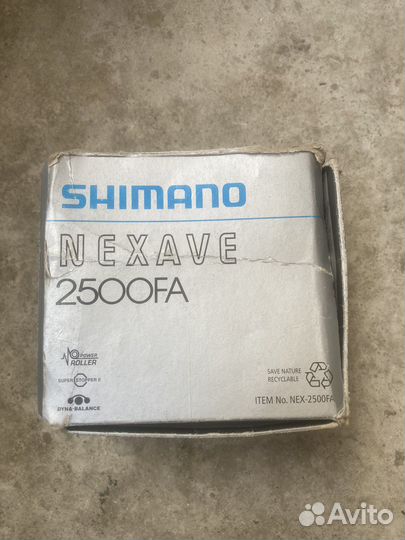 SHIMANO
NEXAVE
2500FA
POWER
ROLLER
SUPER STOPPER II
DYNA-BALANCE
SAVE NATURE
RECYCLABLE
ITEM No. NEX-2500FA
Avito